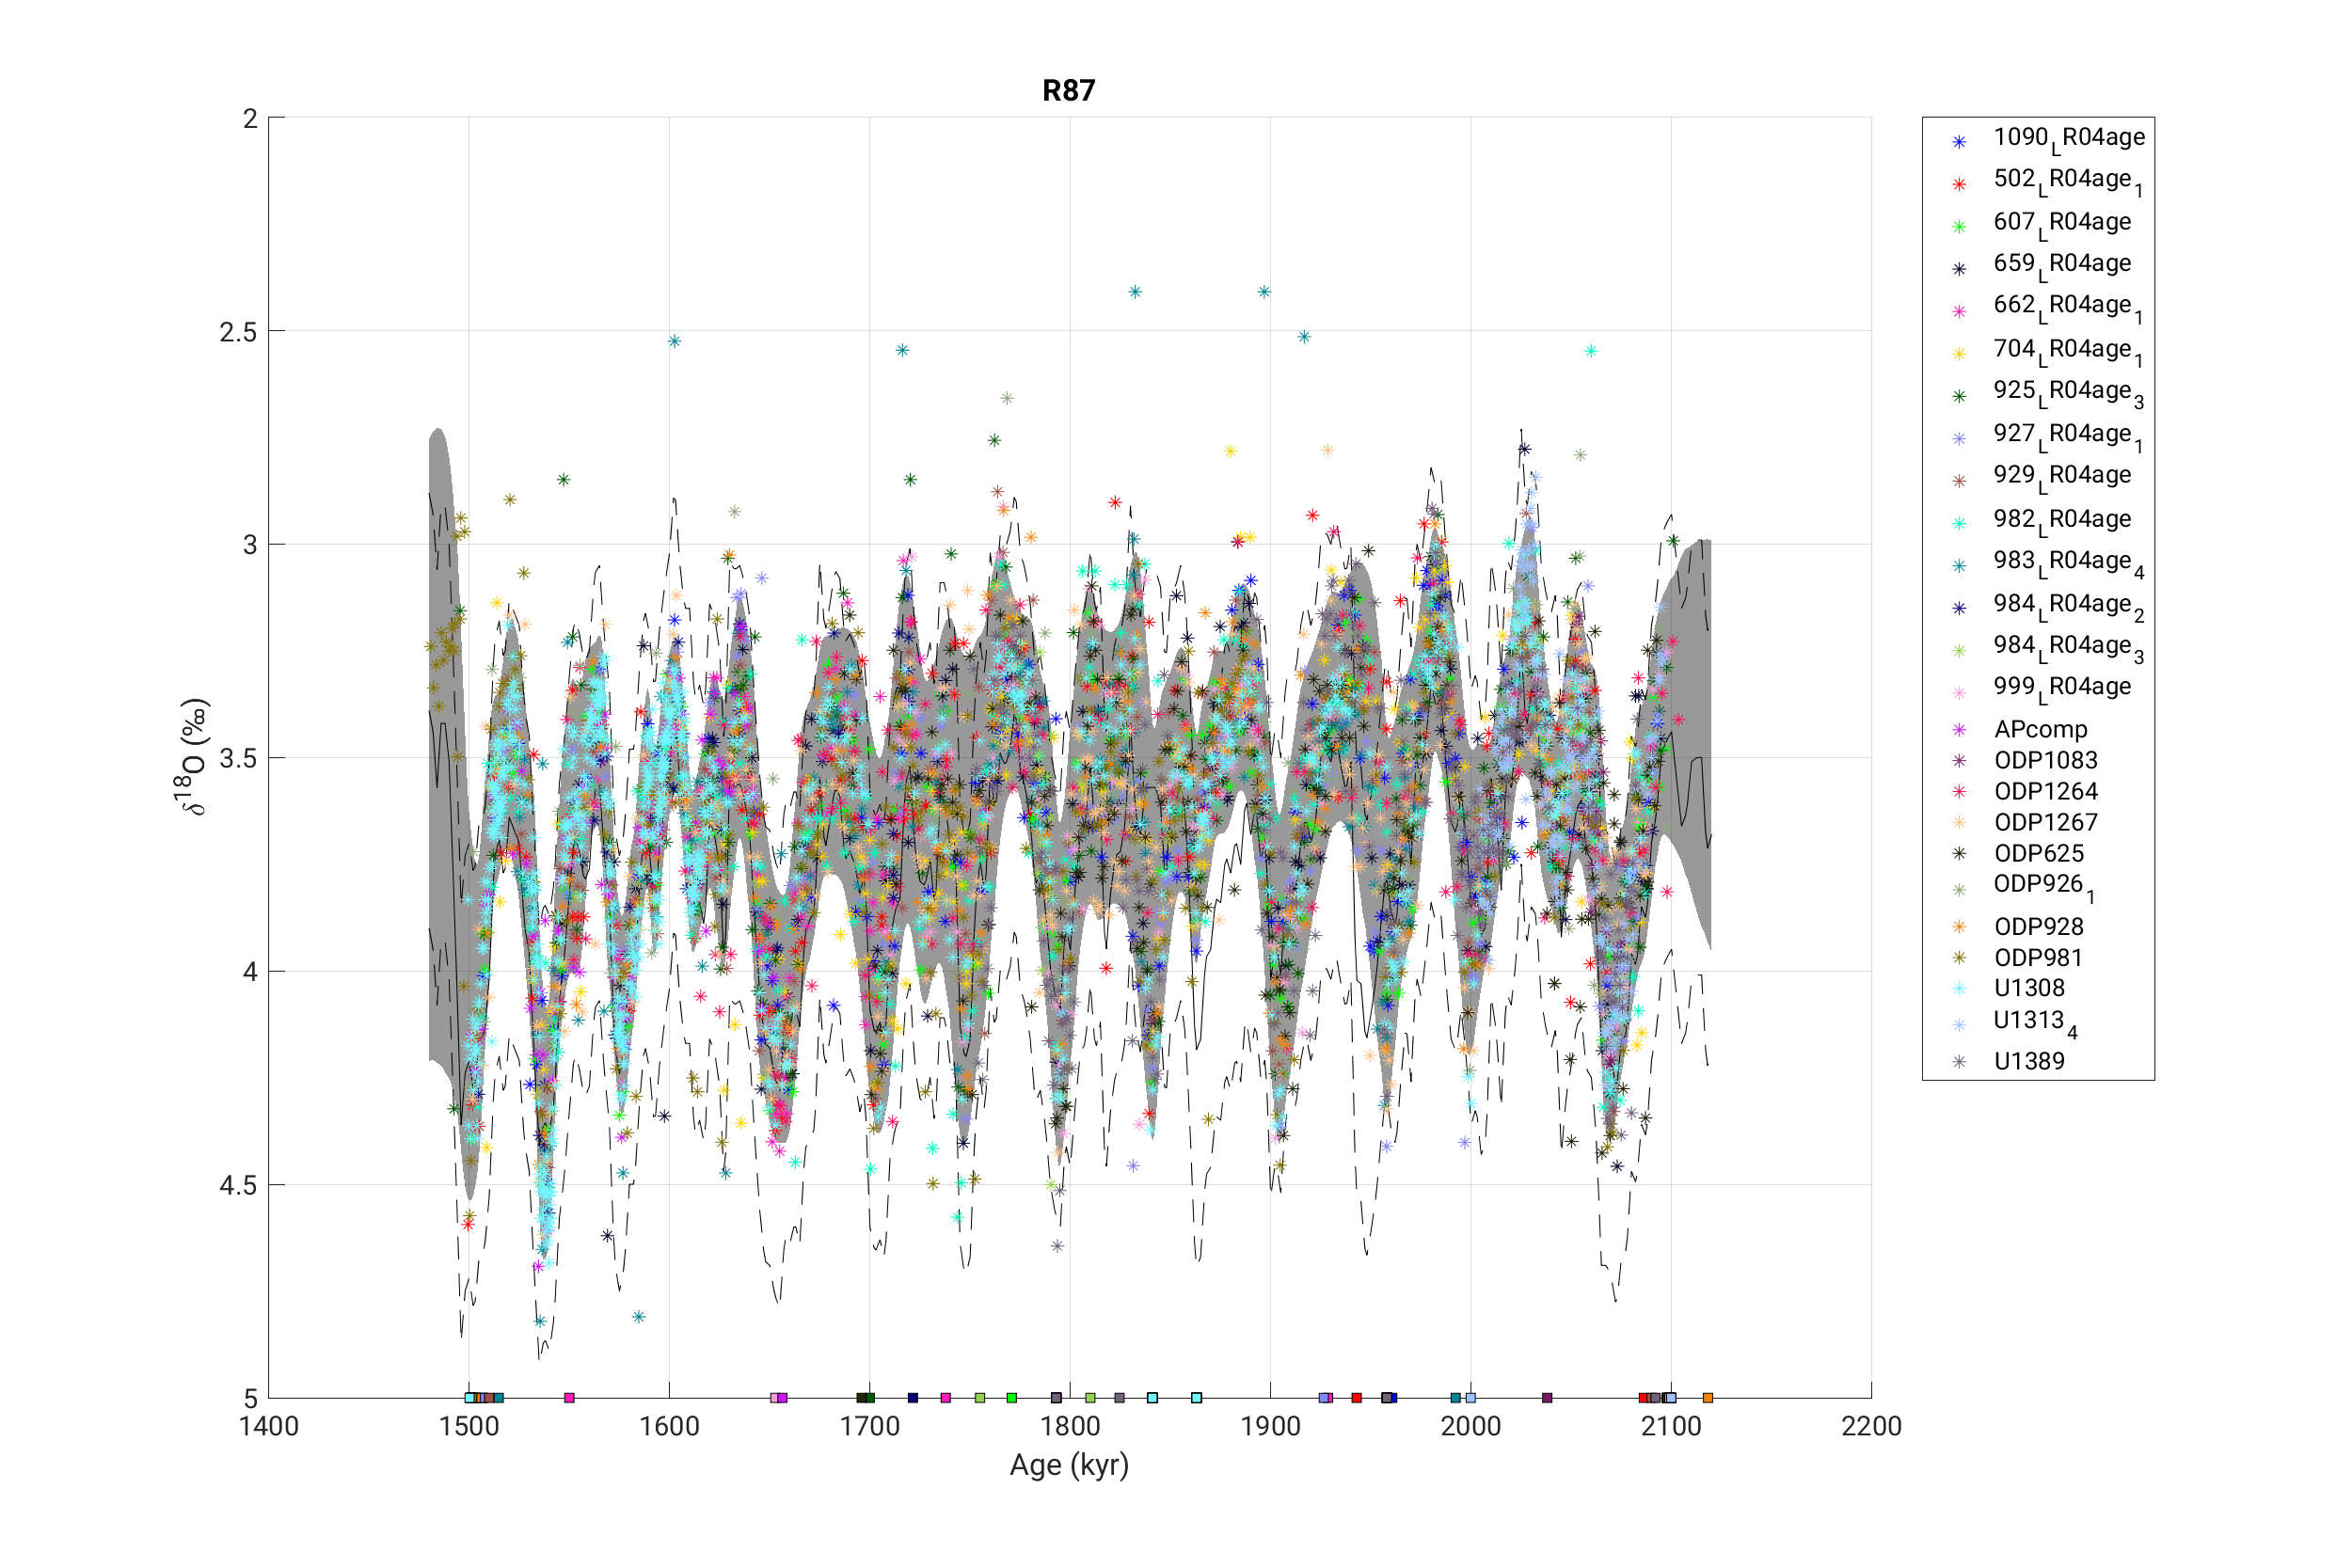 R87
2
2.5
3
3.5
4
4.5
5
δ18O (‰)
1400 1500 1600 1700 1800 1900 2000 2100 2200
Age (kyr)
1090LR04age
502LR04age1
607LR04age
659LR04age
662LR04age1
704LR04age1
925LR04age3
927LR04age1
929LR04age
982LR04age
983LR04age4
984LR04age2
984LR04age3
999LR04age
APcomp
ODP1083
ODP1264
ODP1267
ODP625
ODP9261
ODP928
ODP981
U1308
U13134
U1389